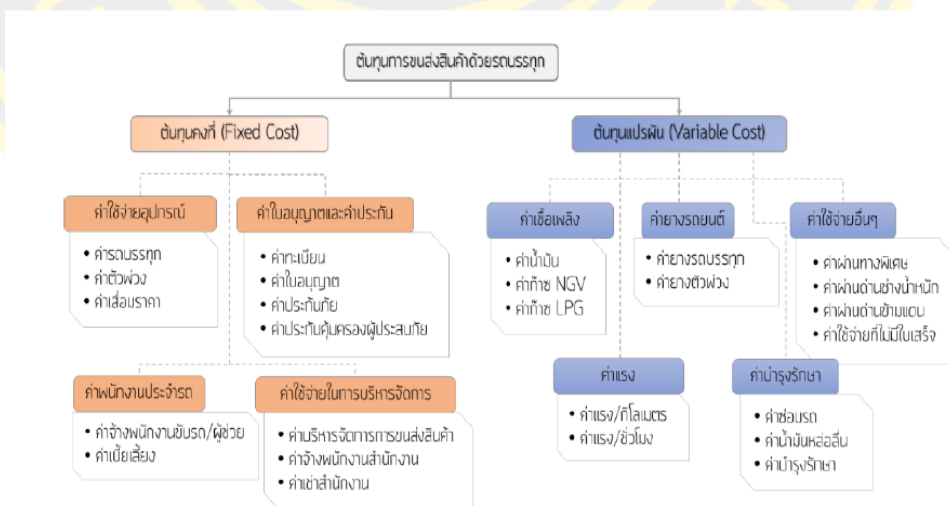 ต้นทุนการขนส่งสินค้าด้วยรถบรรทุก
ต้นทุนคงที่ (Fixed Cost)
ต้นทุนแปรผัน (Variable Cost)
ค่าใช้จ่ายอุปกรณ์
• ค่ารถบรรทุก
• ค่าตัวพ่วง
• ค่าเสื่อมราคา
ค่าใบอนุญาตและค่าประกัน
• ค่าทะเบียน
• ค่าใบอนุญาต
• ค่าประกันภัย
• ค่าประกันคุ้มครองผู้ประสบภัย
ค่าเชื้อเพลิง
• ค่าน้ำมัน
• ค่าก๊าซ NGV
• ค่าก๊าซ LPG
ค่ายางรถยนต์
• ค่ายางรถบรรทุก
• ค่ายางตัวพ่วง
ค่าใช้จ่ายอื่นๆ
• ค่าผ่านทางพิเศษ
• ค่าผ่านด่านช่างน้ำหนัก
• ค่าผ่านด่านข้ามแดน
• ค่าใช้จ่ายที่ไม่มีใบเสร็จ
ค่าพนักงานประจำรถ
• ค่าจ้างพนักงานขับรถ/ผู้ช่วย
• ค่าเบี้ยเลี้ยง
ค่าใช้จ่ายในการบริหารจัดการ
• ค่าบริหารจัดการการขนส่งสินค้า
• ค่าจ้างพนักงานสำนักงาน
• ค่าเช่าสำนักงาน
ค่าแรง
• ค่าแรง/กิโลเมตร
• ค่าแรง/ชั่วโมง
ค่าบำรุงรักษา
• ค่าซ่อมรถ
• ค่าน้ำมันหล่อลื่น
• ค่าบำรุงรักษา